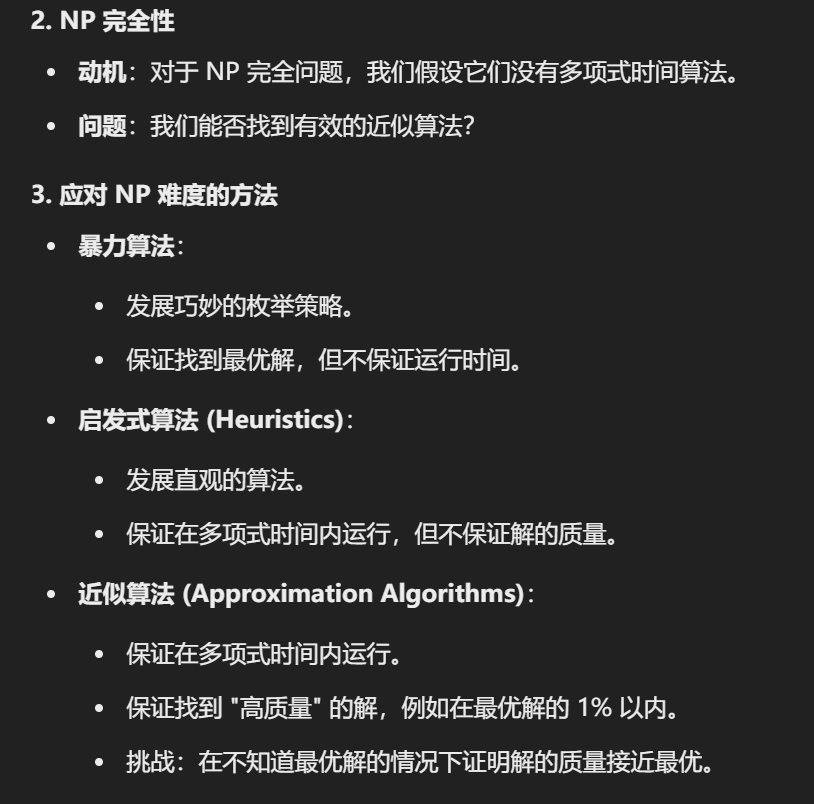 2. NP 完全性
动机：对于 NP 完全问题，我们假设它们没有多项式时间算法。
问题：我们能否找到有效的近似算法？
3. 应对 NP 难度的方法
暴力算法：
发展巧妙的枚举策略。
保证找到最优解，但不保证运行时间。
启发式算法 (Heuristics)：
发展直观的算法。
保证在多项式时间内运行，但不保证解的质量。
近似算法 (Approximation Algorithms)：
保证在多项式时间内运行。
保证找到 "高质量" 的解，例如在最优解的 1% 以内。
挑战：在不知道最优解的情况下证明解的质量接近最优。